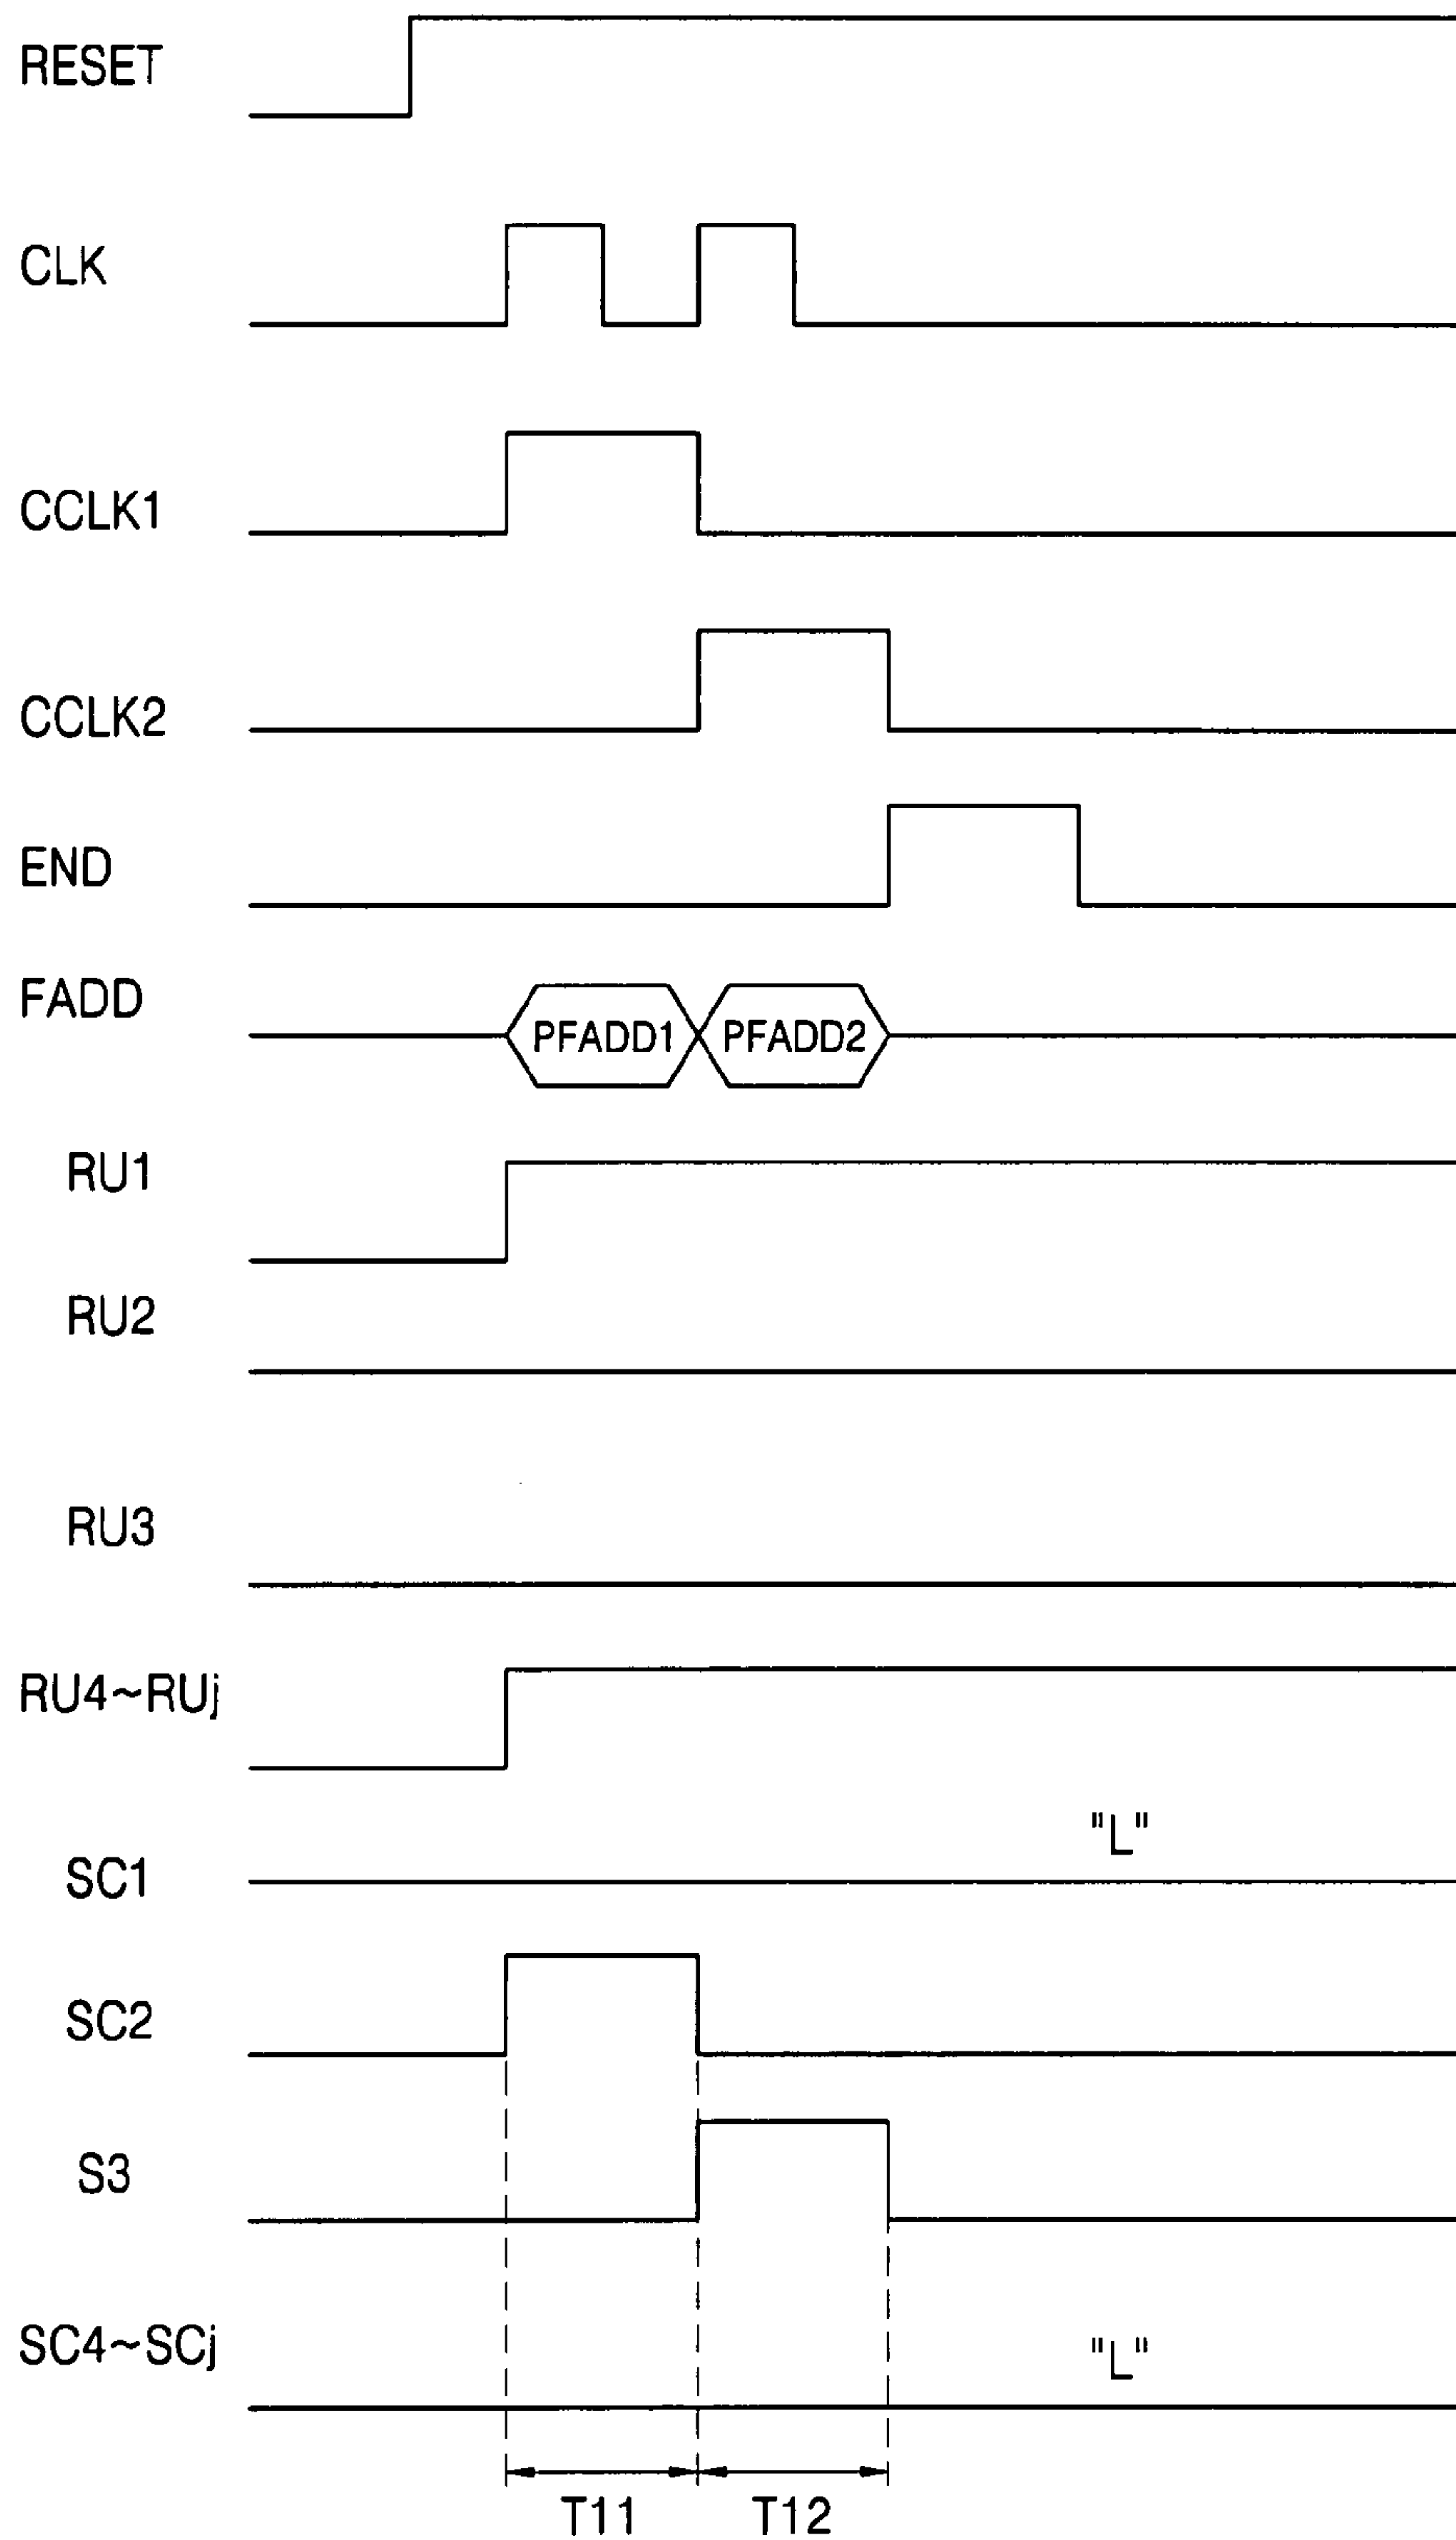 RESET
CLK
CCLK1
CCLK2
END
FADD
PFADD1 PFADD2
RU1
RU2
RU3
RU4~RUj
"L"
SC1
SC2
S3
SC4~SCj "L"
T11 T12